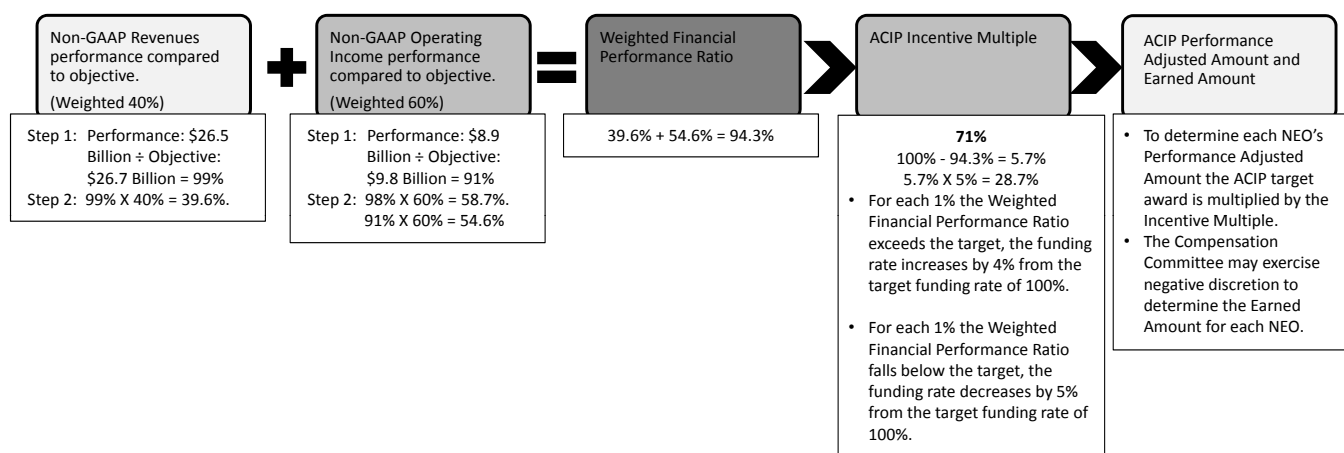 Non-GAAP Revenues
performance compared
to objective.
(Weighted 40%)
Step 1: Performance: $26.5
Billion ÷ Objective:
$26.7 Billion = 99%
Step 2: 99% X 40% = 39.6%.
Non-GAAP Operating
Income performance
compared to objective.
(Weighted 60%)
Step 1: Performance: $8.9
Billion ÷ Objective:
$9.8 Billion = 91%
Step 2: 98% X 60% = 58.7%.
91% X 60% = 54.6%
Weighted Financial
Performance Ratio
39.6% + 54.6% = 94.3%
ACIP Incentive Multiple
71%
100% - 94.3% = 5.7%
5.7% X 5% = 28.7%
• For each 1% the Weighted
Financial Performance Ratio
exceeds the target, the funding
rate increases by 4% from the
target funding rate of 100%.
• For each 1% the Weighted
Financial Performance Ratio
falls below the target, the
funding rate decreases by 5%
from the target funding rate of
100%.
ACIP Performance
Adjusted Amount and
Earned Amount
• To determine each NEO’s
Performance Adjusted
Amount the ACIP target
award is multiplied by the
Incentive Multiple.
• The Compensation
Committee may exercise
negative discretion to
determine the Earned
Amount for each NEO.